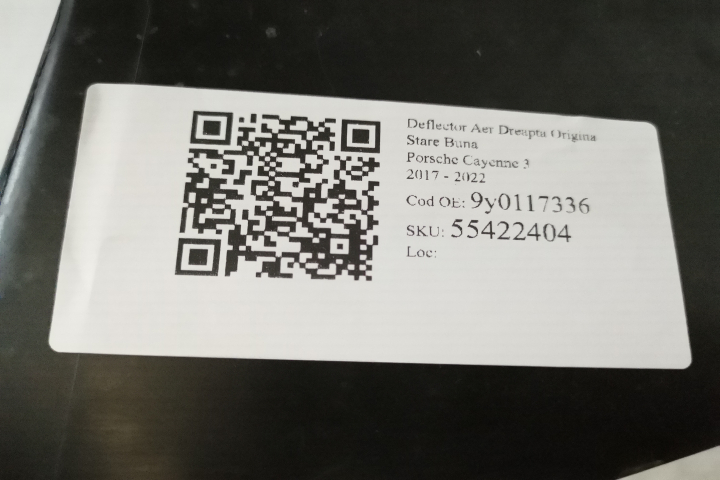 Deflector Aer Dreapta Origina
Stare Buna
Porsche Cayenne 3
2017 - 2022
Cod OE: 9y0117336
SKU: 55422404
Loc: